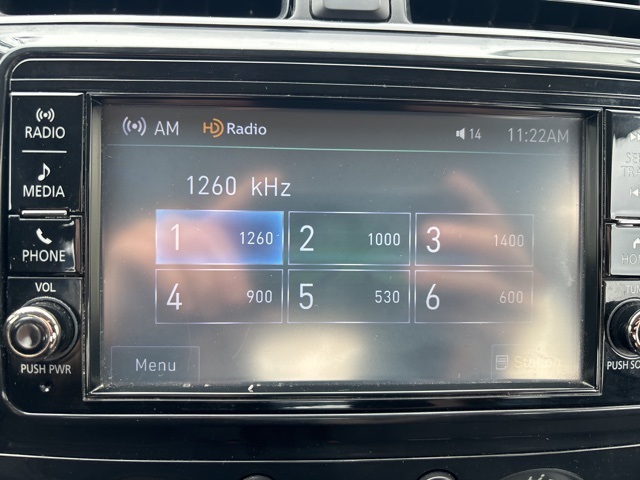 RADIO
MEDIA
PHONE
VOL
PUSH PWR
AM HD Radio 14 11:22AM
1260 kHz
1 1260 2 1000 3 1400
4 900 5 530 6 600
Menu
PUSH